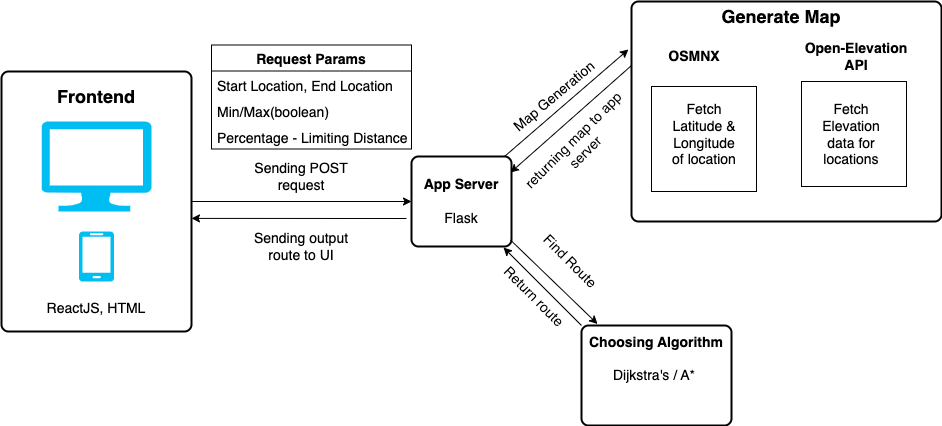 Generate Map
OSMNX
Open-Elevation
API
Fetch
Latitude &
Longitude
of location
Fetch
Elevation
data for
locations
Request Params
Start Location, End Location
Min/Max(boolean)
Percentage - Limiting Distance
Frontend
ReactJS, HTML
Sending POST
request
Sending output
route to UI
App Server
Flask
Map Generation
returning map to app
server
Find Route
Return route
Choosing Algorithm
Dijkstra's / A*